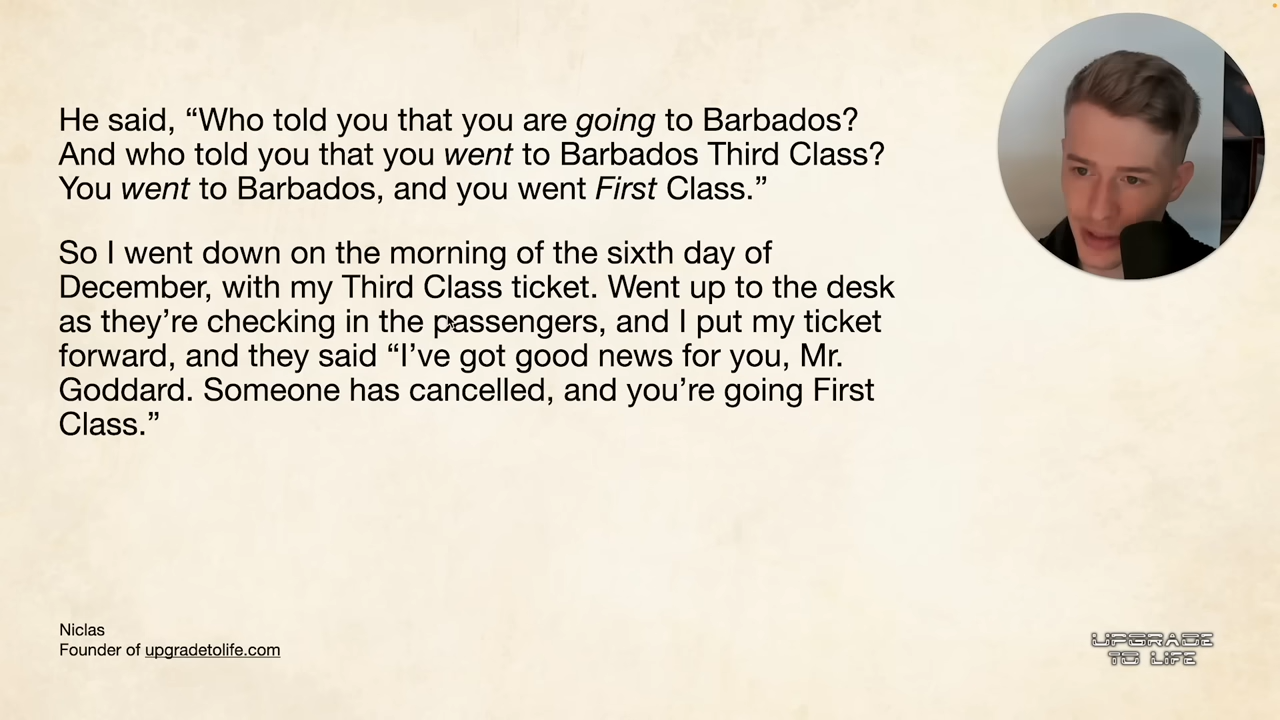 He said, “Who told you that you are going to Barbados?
And who told you that you went to Barbados Third Class?
You went to Barbados, and you went First Class.”
So I went down on the morning of the sixth day of
December, with my Third Class ticket. Went up to the desk
as they’re checking in the passengers, and I put my ticket
forward, and they said “I’ve got good news for you, Mr.
Goddard. Someone has cancelled, and you’re going First
Class.”
Niclas
Founder of upgradetolife.com
UPGRADE
TO LIFE